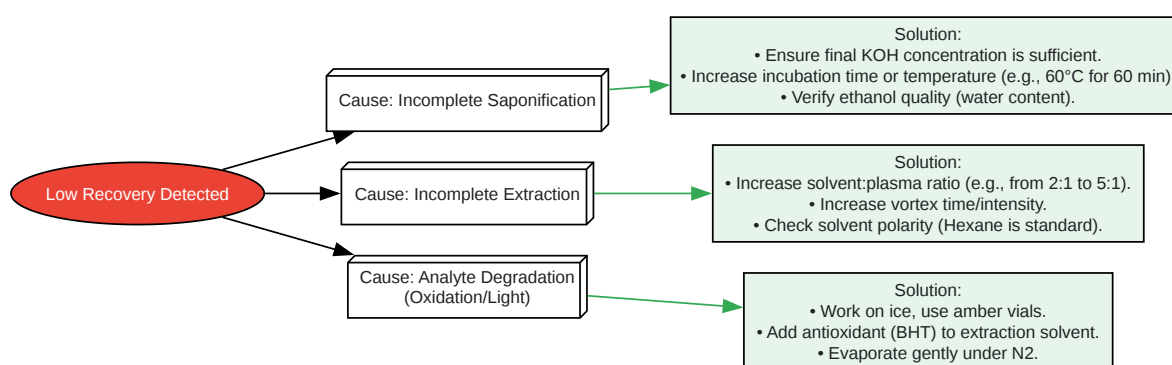 Low Recovery Detected
Cause: Incomplete Saponification
Solution:
• Ensure final KOH concentration is sufficient.
• Increase incubation time or temperature (e.g., 60°C for 60 min)
• Verify ethanol quality (water content).
Cause: Incomplete Extraction
Solution:
• Increase solvent:plasma ratio (e.g., from 2:1 to 5:1).
• Increase vortex time/intensity.
• Check solvent polarity (Hexane is standard).
Cause: Analyte Degradation
(Oxidation/Light)
Solution:
• Work on ice, use amber vials.
• Add antioxidant (BHT) to extraction solvent.
• Evaporate gently under N2.